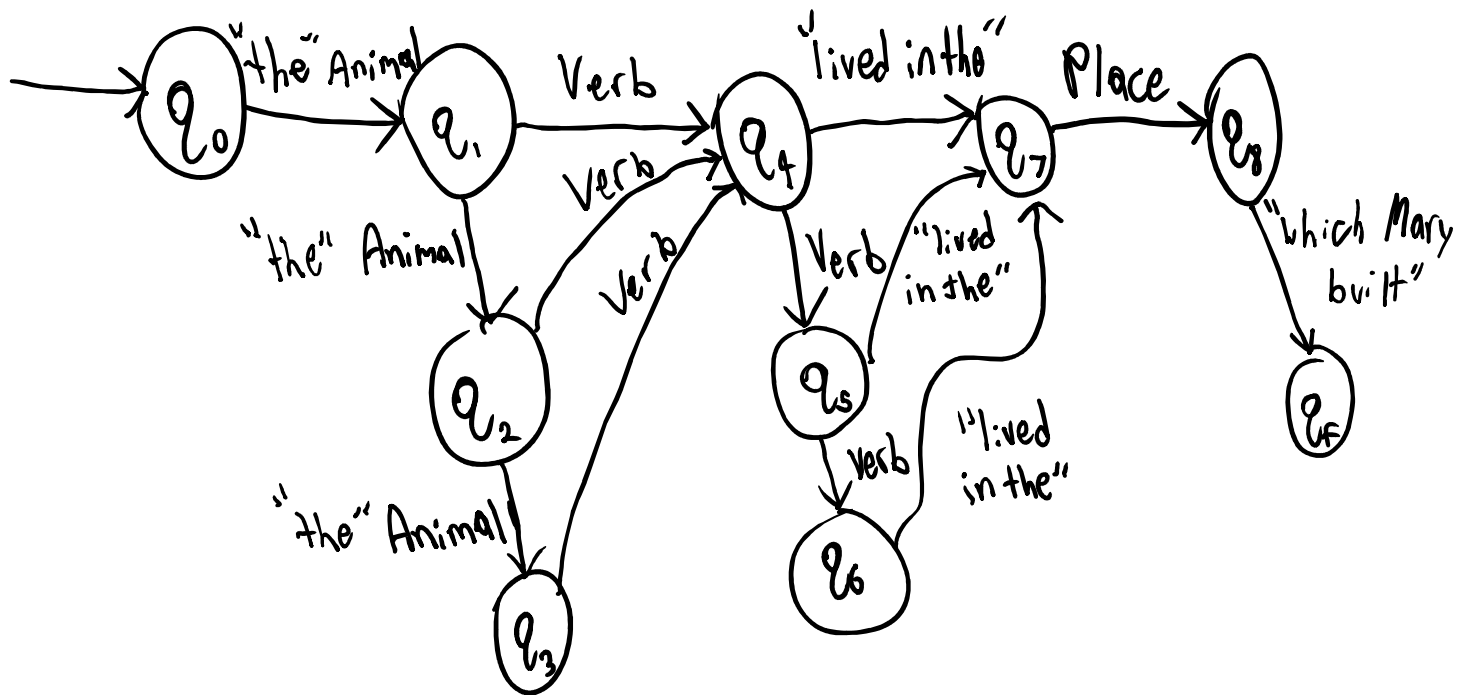 "the" Animal
q0
q1
Verb
q4
"lived in the"
q7
Place
q8
"the" Animal
Verb
Verb
Verb
"lived
in the"
"which Mary
built"
q2
q5
qF
"the" Animal
Verb
"lived
in the"
q3
q6